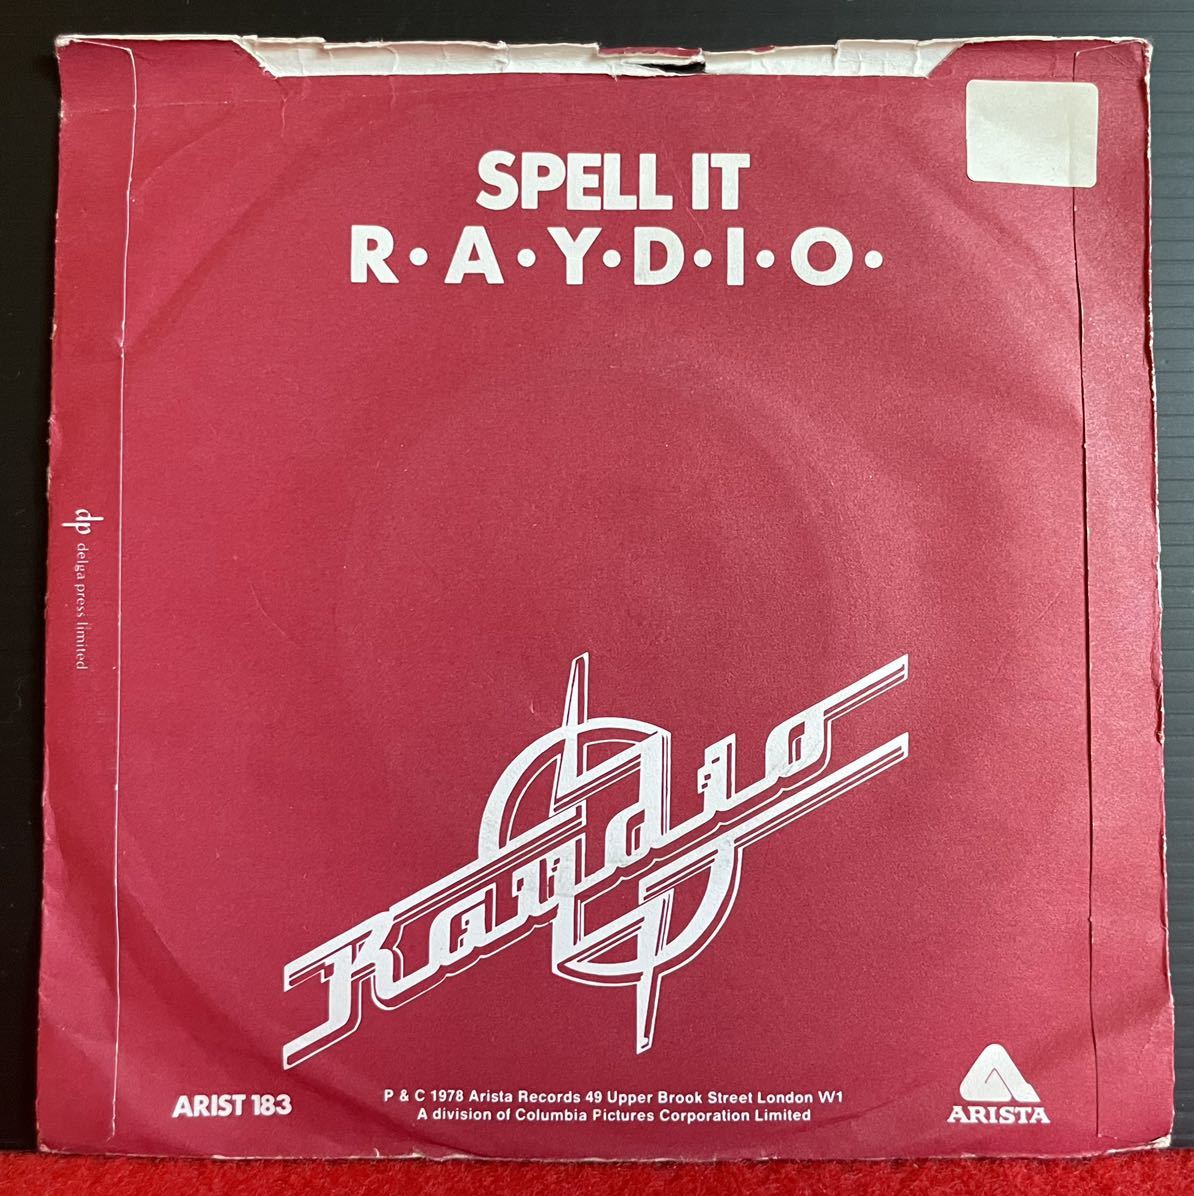 SPELL IT
R·A·Y·D·I·O·
dp delga press limited
Raydio
ARIST 183
P & C 1978 Arista Records 49 Upper Brook Street London W1
A division of Columbia Pictures Corporation Limited
ARISTA